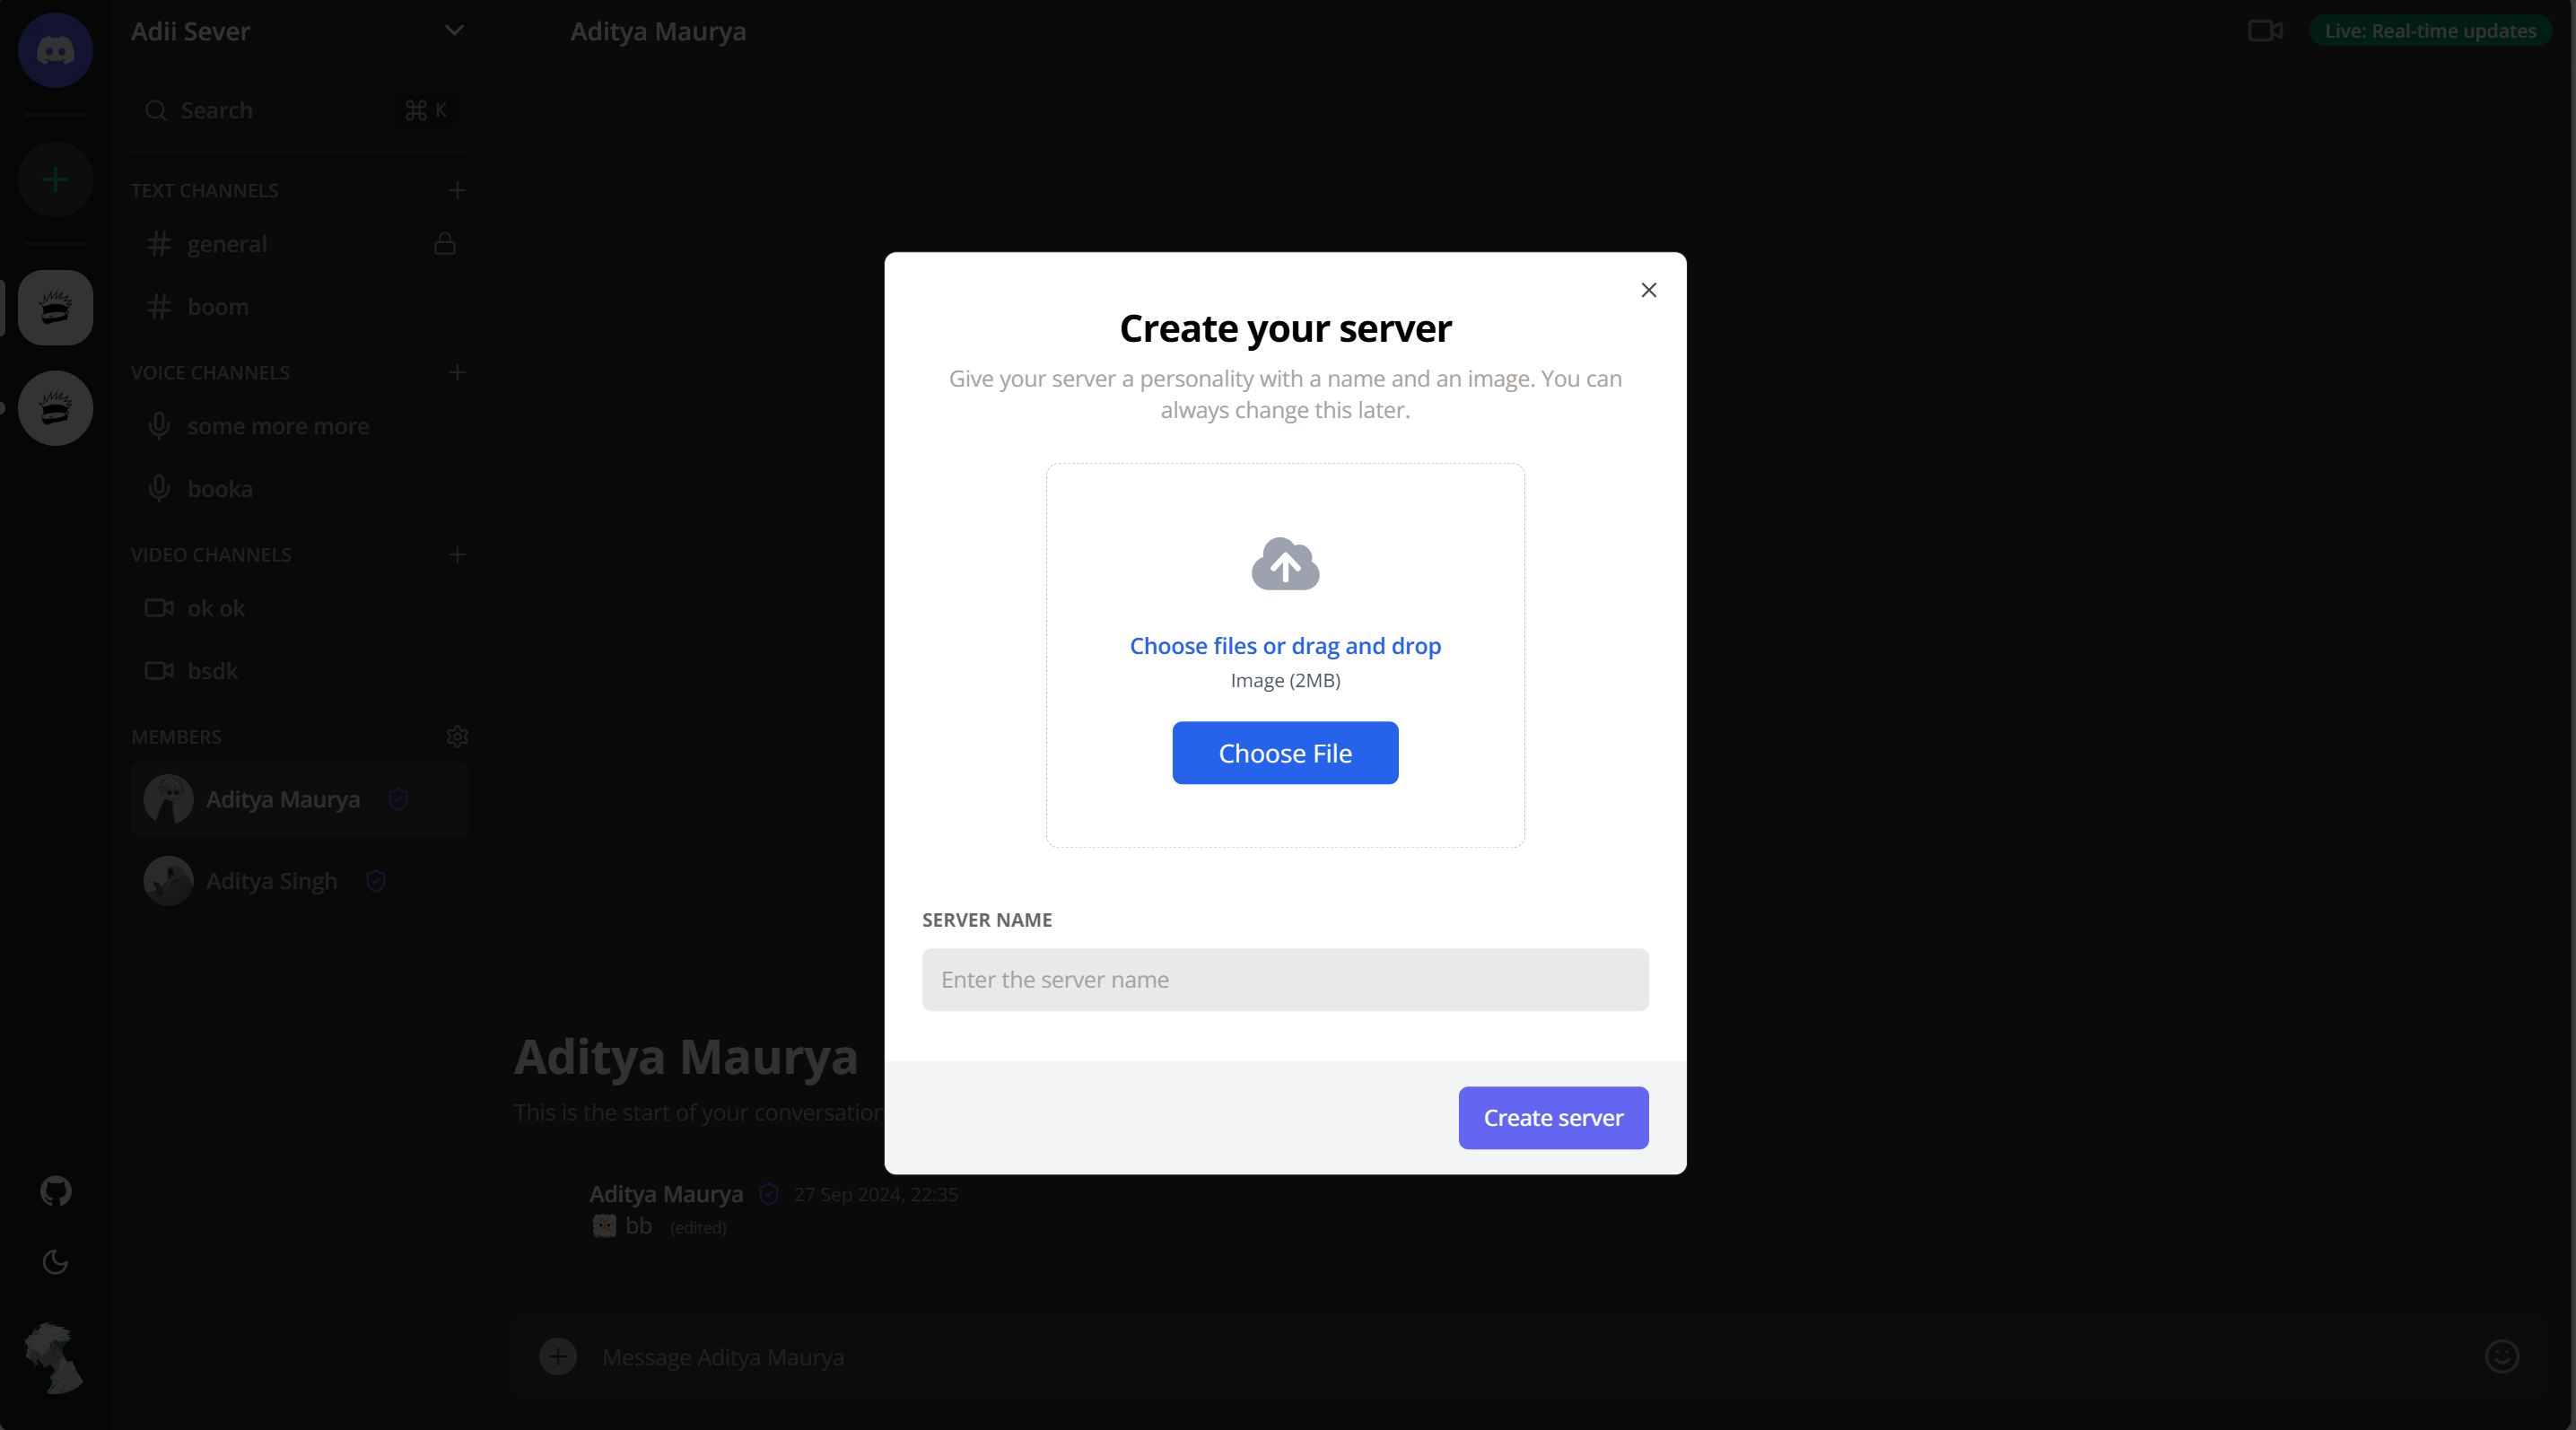 Adii Sever
Search
⌘ K
TEXT CHANNELS
general
boom
VOICE CHANNELS
some more more
booka
VIDEO CHANNELS
ok ok
bsdk
MEMBERS
Aditya Maurya
Aditya Singh
Aditya Maurya
Live: Real-time updates
Aditya Maurya
This is the start of your conversation
Aditya Maurya 27 Sep 2024, 22:35
bb (edited)
Message Aditya Maurya
Create your server
Give your server a personality with a name and an image. You can
always change this later.
Choose files or drag and drop
Image (2MB)
Choose File
SERVER NAME
Enter the server name
Create server